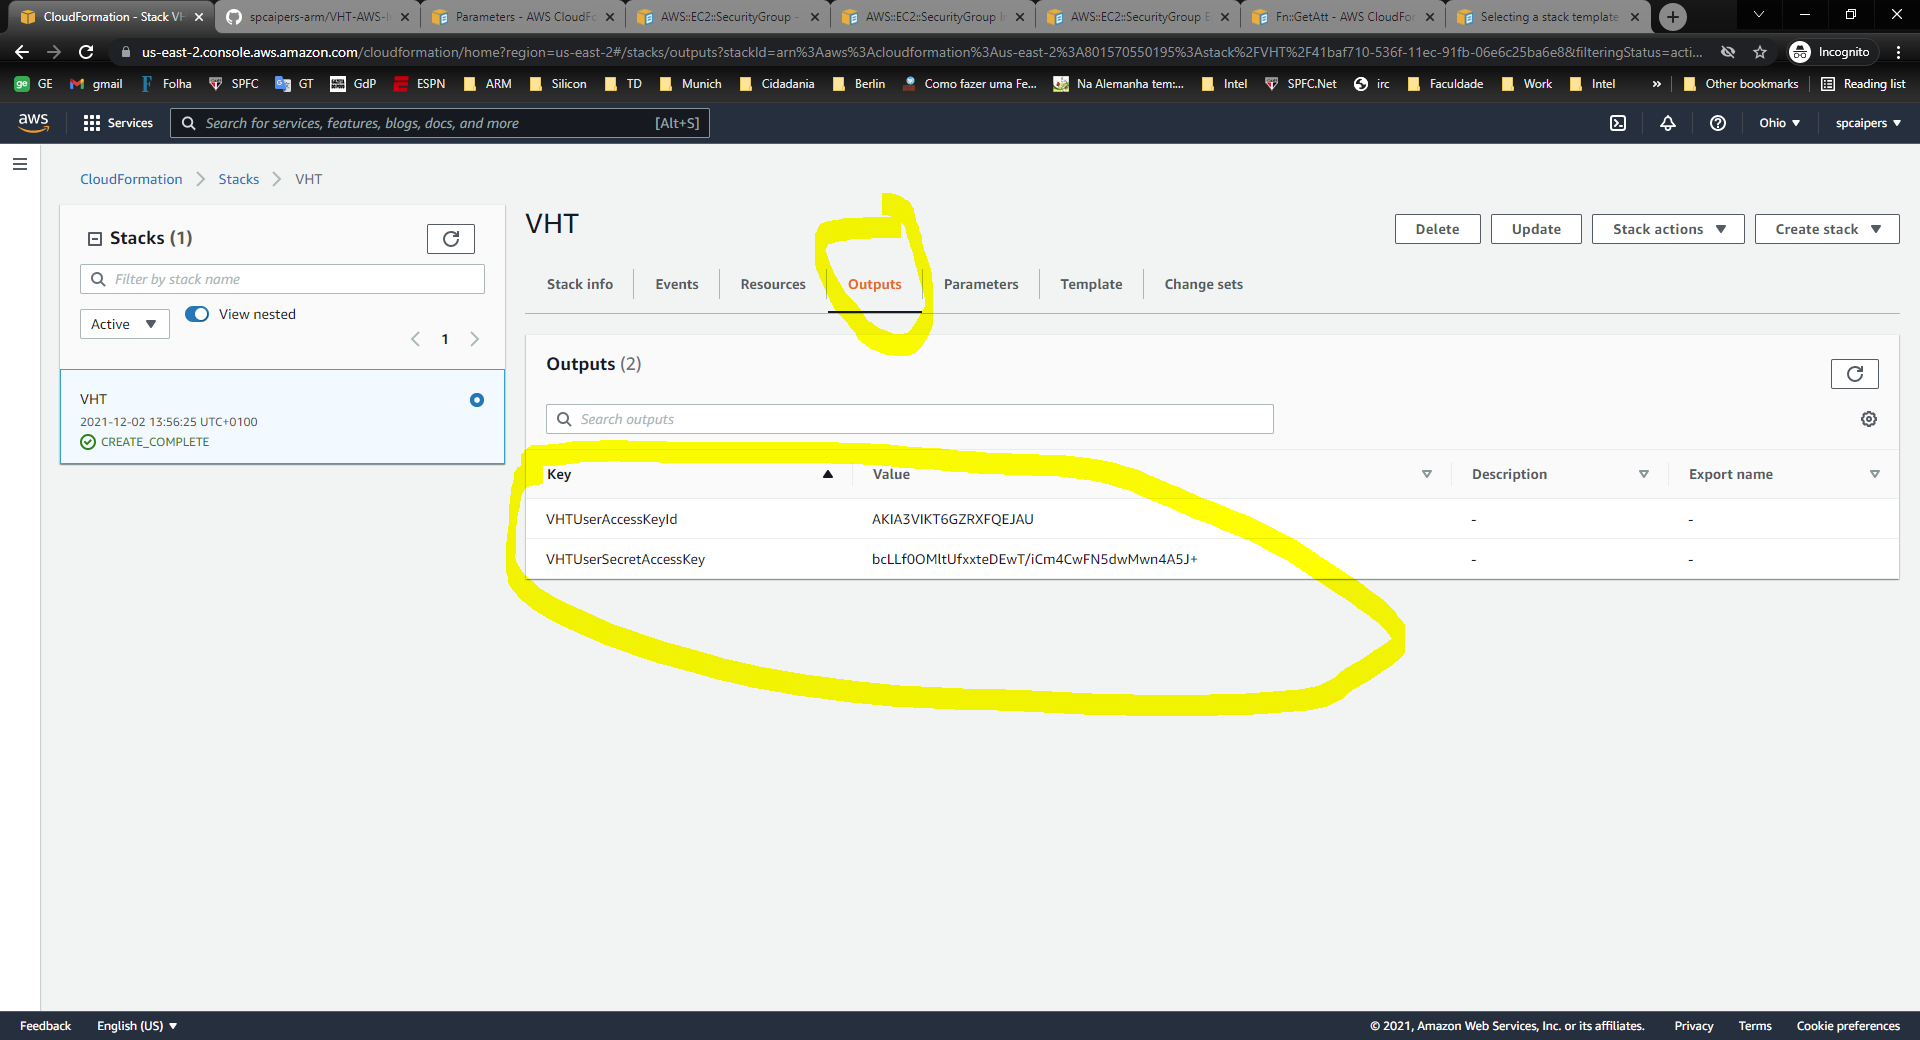 CloudFormation - Stack VH
spcaipers-arm/VHT-AWS-I
Parameters - AWS CloudFo
AWS::EC2::SecurityGroup -
AWS::EC2::SecurityGroup I
AWS::EC2::SecurityGroup E
Fn::GetAtt - AWS CloudFor
Selecting a stack template
us-east-2.console.aws.amazon.com/cloudformation/home?region=us-east-2#/stacks/outputs?stackId=arn%3Aaws%3Acloudformation%3Aus-east-2%3A801570550195%3Astack%2FVHT%2F41baf710-536f-11ec-91fb-06e6c25ba6e8&filteringStatus=acti...
Incognito
GE gmail Folha SPFC GT GdP ESPN ARM Silicon TD Munich Cidadania Berlin Como fazer uma Fe... Na Alemanha tem:... Intel SPFC.Net irc Faculdade Work Intel » Other bookmarks Reading list
aws Services Search for services, features, blogs, docs, and more [Alt+S] Ohio spcaipers
CloudFormation Stacks VHT
Stacks (1)
Filter by stack name
Active View nested
1
VHT
2021-12-02 13:56:25 UTC+0100
CREATE_COMPLETE
VHT
Delete Update Stack actions Create stack
Stack info Events Resources Outputs Parameters Template Change sets
Outputs (2)
Search outputs
Key Value Description Export name
VHTUserAccessKeyId AKIA3VIKT6GZRXFQEJAU - -
VHTUserSecretAccessKey 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 - -
Feedback English (US) © 2021, Amazon Web Services, Inc. or its affiliates. Privacy Terms Cookie preferences